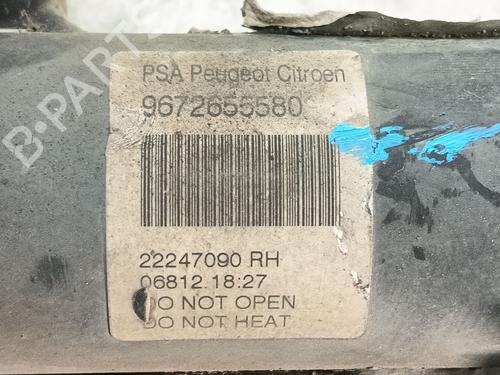 PSA Peugeot Citroen
9672655580
22247090 RH
06812 18:27
DO NOT OPEN
DO NOT HEAT
B-PARTS